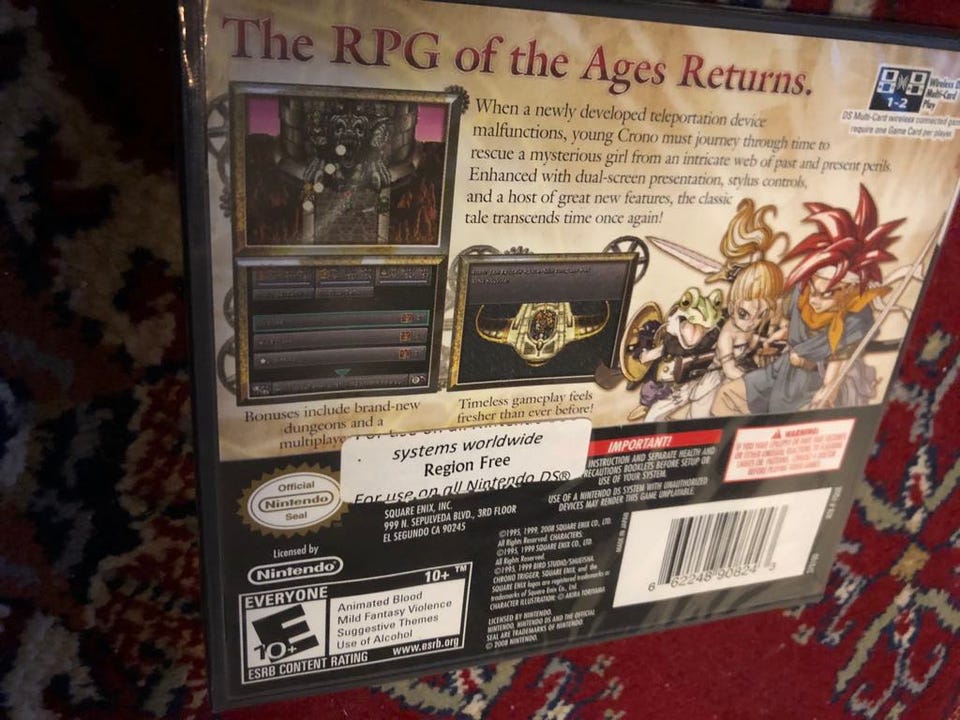 The RPG of the Ages Returns.
When a newly developed teleportation device
malfunctions, young Crono must journey through time to
rescue a mysterious girl from an intricate web of past and present perils.
Enhanced with dual-screen presentation, stylus controls,
and a host of great new features, the classic
tale transcends time once again!
1-2
Wireless D
Multi-Card
Play
DS Multi-Card wireless connected
require one Game Card per player.
Bonuses include brand-new
dungeons and a
multiplaye
Timeless gameplay feels
fresher than ever before!
systems worldwide
Region Free
For use on all Nintendo DS®
Official
Nintendo
Seal
SQUARE ENIX, INC.
999 N. SEPULVEDA BLVD., 3RD FLOOR
EL SEGUNDO CA 90245
IMPORTANT!
INSTRUCTION AND SEPARATE HEALTH AND
PRECAUTIONS BOOKLETS BEFORE SETUP OR
USE OF YOUR SYSTEM.
USE OF A NINTENDO DS SYSTEM WITH UNAUTHORIZED
DEVICES MAY RENDER THIS GAME UNPLAYABLE.
WARNING:
MADE IN JAPAN
©1995, 1999, 2008 SQUARE ENIX CO., LTD.
All Rights Reserved. CHARACTERS:
©1995, 1999 SQUARE ENIX CO., LTD.
All Rights Reserved.
©1995, 1999 BIRD STUDIO/SHUEISHA
CHRONO TRIGGER, SQUARE ENIX, and the
SQUARE ENIX logos are registered trademarks or
trademarks of Square Enix Co., Ltd.
CHARACTER ILLUSTRATION: © AKIRA TORIYAMA
LICENSED BY NINTENDO.
NINTENDO, NINTENDO DS AND THE OFFICIAL
SEAL ARE TRADEMARKS OF NINTENDO.
© 2008 NINTENDO.
6 62248 90824 3
Licensed by
Nintendo
EVERYONE 10+ ™
E
10+
Animated Blood
Mild Fantasy Violence
Suggestive Themes
Use of Alcohol
ESRB CONTENT RATING www.esrb.org